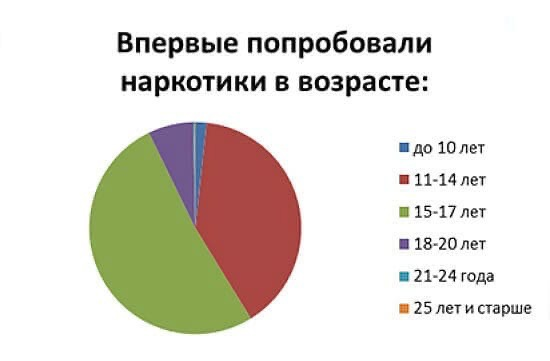 Впервые попробовали
наркотики в возрасте:
до 10 лет
11-14 лет
15-17 лет
18-20 лет
21-24 года
25 лет и старше